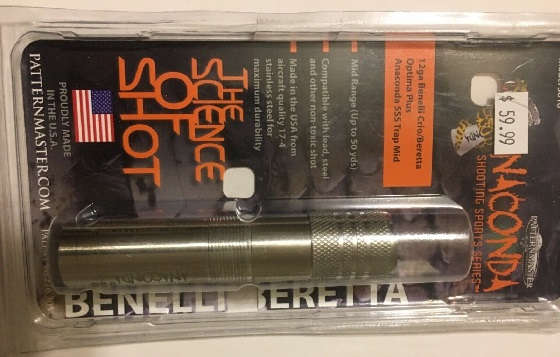 PATTERNMASTER
ANACONDA
SHOOTING SPORTS SERIES™
$ 59.99
12ga Benelli Crio/Beretta
Optima Plus
Anaconda SSS Trap Mid
Mid Range (Up to 50 yds)
Compatible with lead, steel
and other non-toxic shot
Made in the USA from
aircraft quality 17-4
stainless steel for
maximum durability
THE
SCIENCE
OF
SHOT
PROUDLY MADE
IN THE U.S.A.
PATTERNMASTER.COM
BENELLI BERETTA